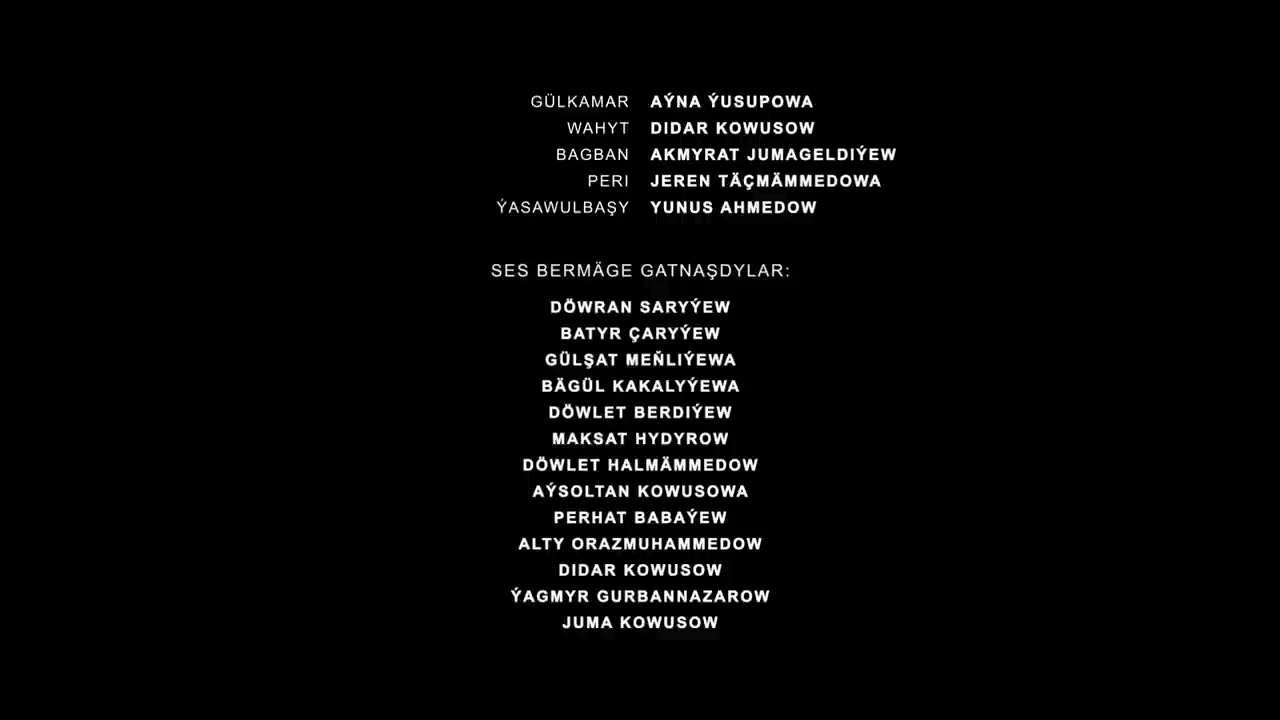 GÜLKAMAR AÝNA ÝUSUPOWA
WAHYT DIDAR KOWUSOW
BAGBAN AKMYRAT JUMAGELDIÝEW
PERI JEREN TÄÇMÄMMEDOWA
ÝASAWULBAŞY YUNUS AHMEDOW
SES BERMÄGE GATNAŞDYLAR:
DÖWRAN SARYÝEW
BATYR ÇARYÝEW
GÜLŞAT MEŇLIÝEWA
BÄGÜL KAKALYÝEWA
DÖWLET BERDIÝEW
MAKSAT HYDYROW
DÖWLET HALMÄMMEDOW
AÝSOLTAN KOWUSOWA
PERHAT BABAÝEW
ALTY ORAZMUHAMMEDOW
DIDAR KOWUSOW
ÝAGMYR GURBANNAZAROW
JUMA KOWUSOW